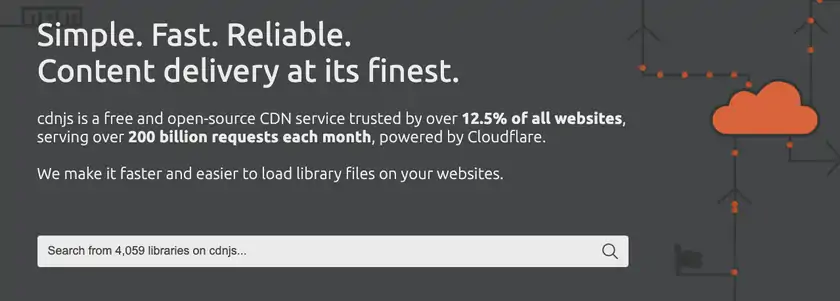 Simple. Fast. Reliable.
Content delivery at its finest.
cdnjs is a free and open-source CDN service trusted by over 12.5% of all websites,
serving over 200 billion requests each month, powered by Cloudflare.
We make it faster and easier to load library files on your websites.
Search from 4,059 libraries on cdnjs...